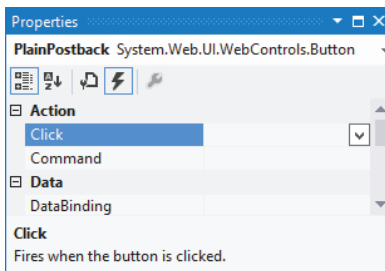 Properties
PlainPostback System.Web.UI.WebControls.Button
Action
Click
Command
Data
DataBinding
Click
Fires when the button is clicked.